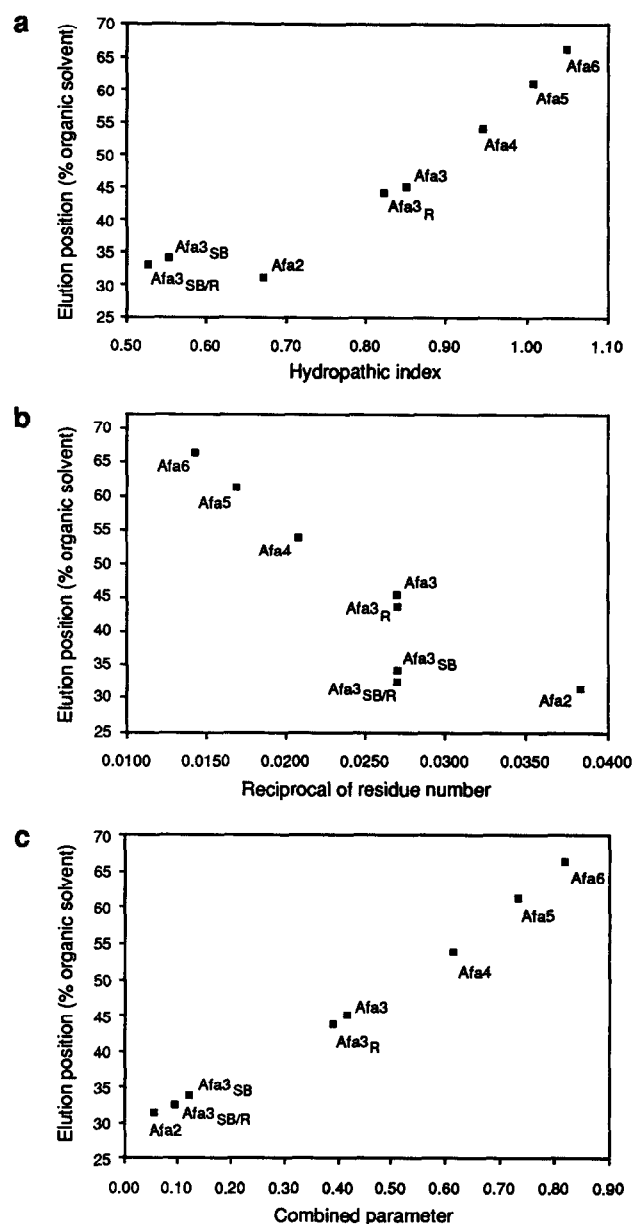 a
Elution position (% organic solvent)
70
65
60
55
50
45
40
35
30
25
Afa6
Afa5
Afa4
Afa3
Afa3R
Afa3SB
Afa2
Afa3SB/R
0.50 0.60 0.70 0.80 0.90 1.00 1.10
Hydropathic index
b
Elution position (% organic solvent)
70
65
60
55
50
45
40
35
30
25
Afa6
Afa5
Afa4
Afa3
Afa3R
Afa3SB
Afa3SB/R
Afa2
0.0100 0.0150 0.0200 0.0250 0.0300 0.0350 0.0400
Reciprocal of residue number
c
Elution position (% organic solvent)
70
65
60
55
50
45
40
35
30
25
Afa6
Afa5
Afa4
Afa3
Afa3R
Afa3SB
Afa3SB/R
Afa2
0.00 0.10 0.20 0.30 0.40 0.50 0.60 0.70 0.80 0.90
Combined parameter